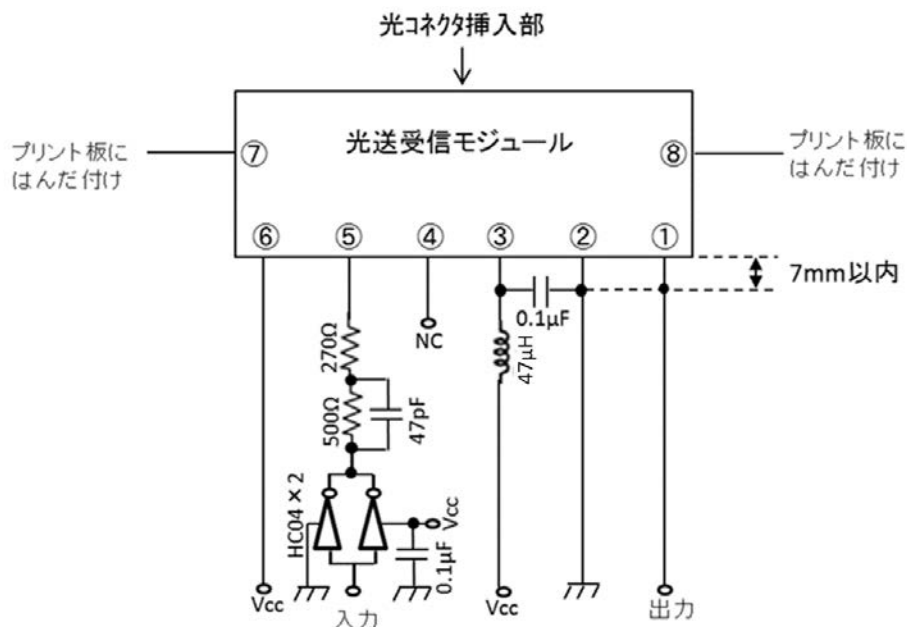 光コネクタ挿入部
光送受信モジュール
⑦
⑧
プリント板に
はんだ付け
プリント板に
はんだ付け
⑥
⑤
④
③
②
①
7mm以内
0.1μF
NC
270Ω
47μH
500Ω
47pF
HC04×2
Vcc
0.1μF
Vcc
入力
Vcc
出力